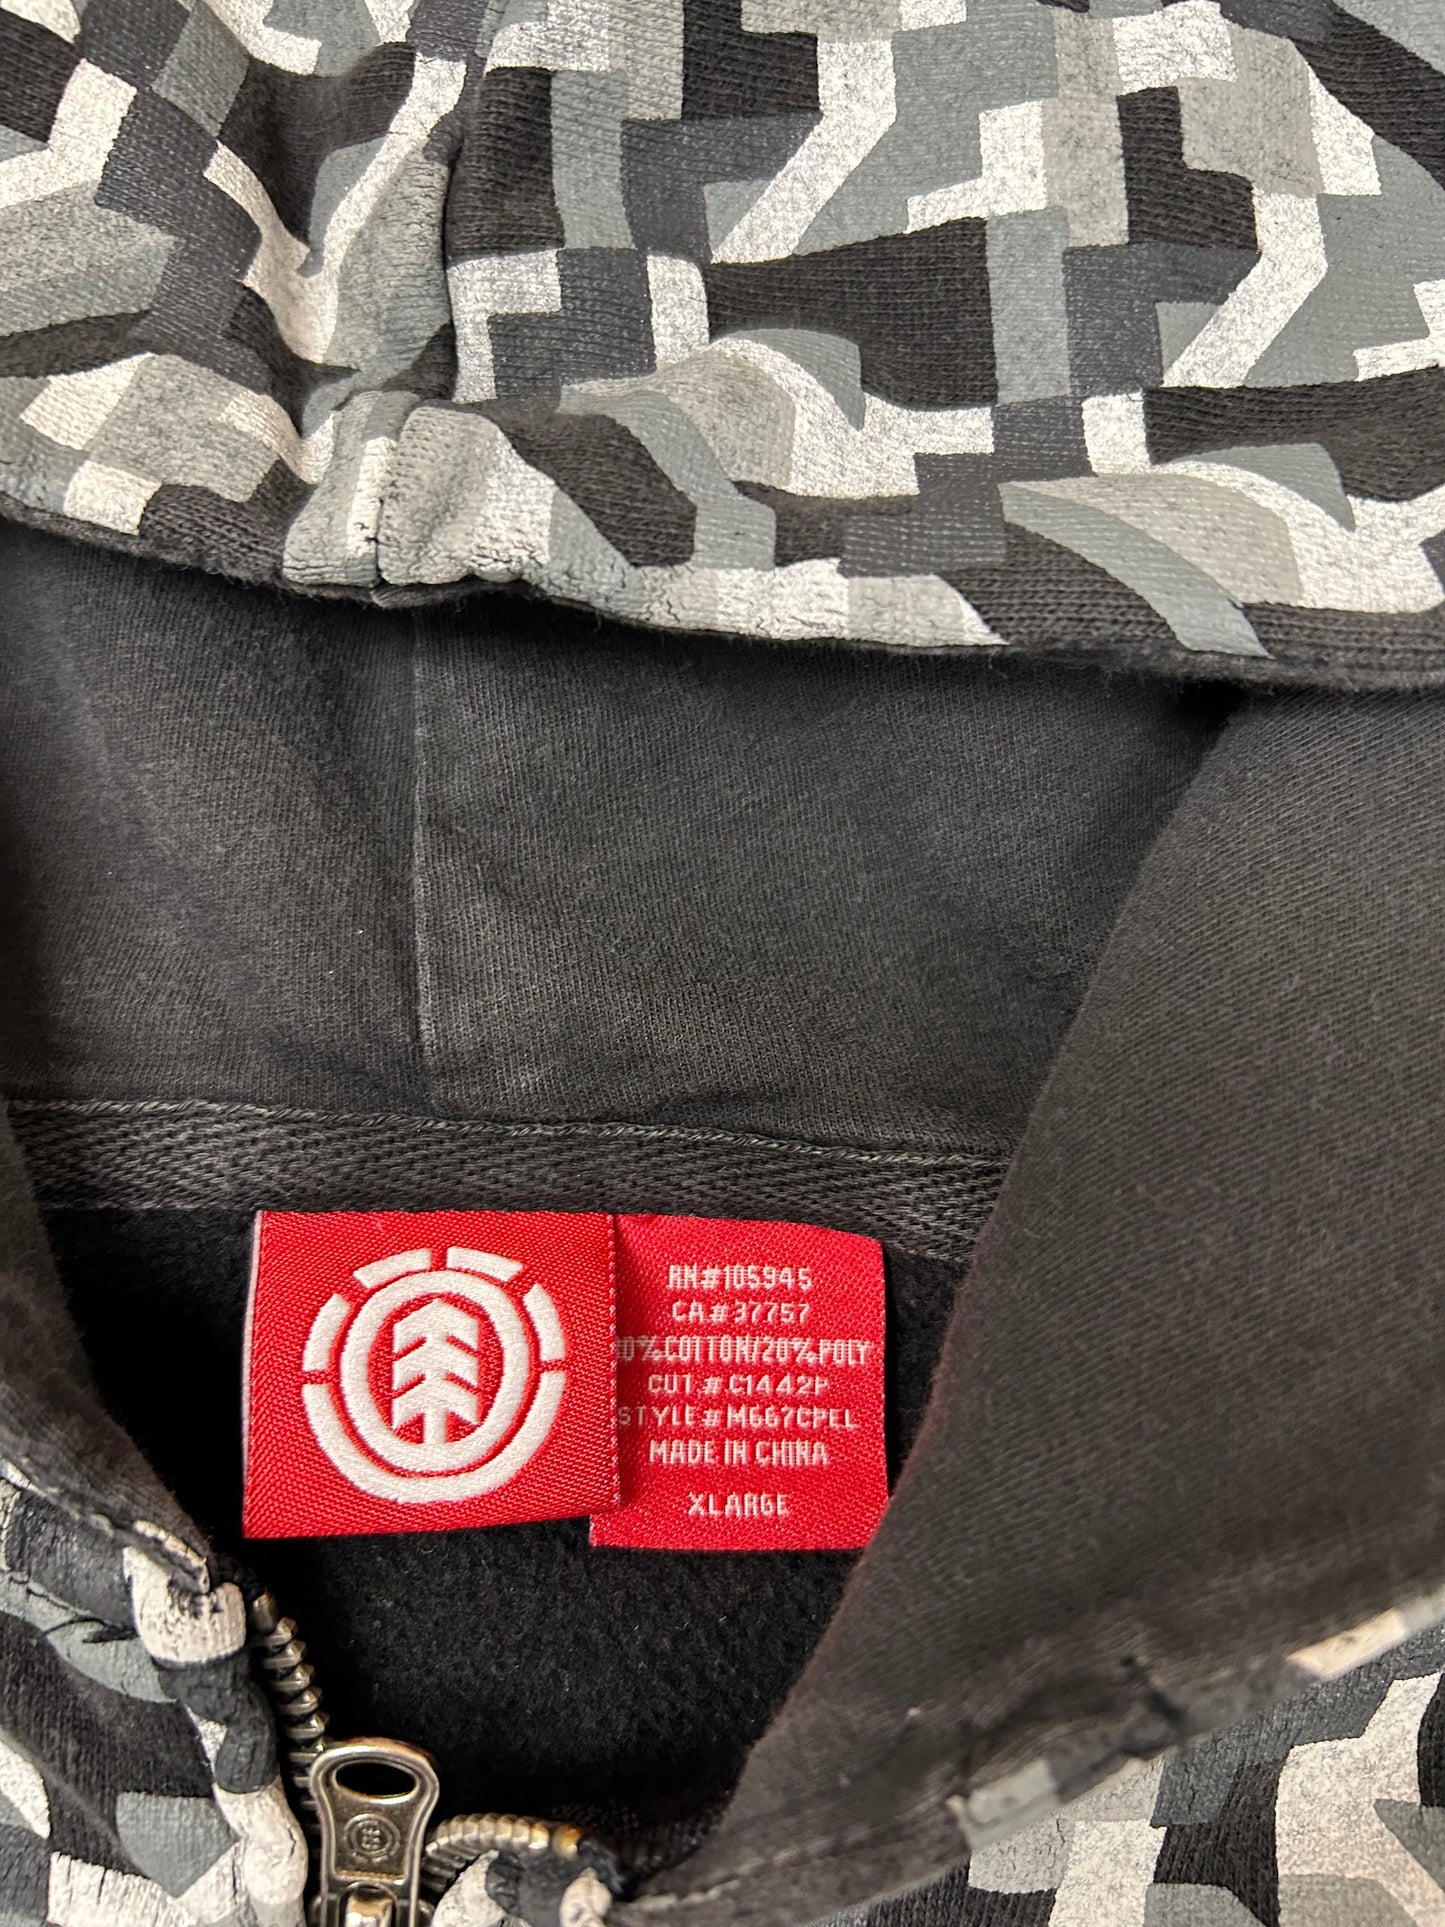 RN#105945
CA#37757
0%COTTON/20%POLY
CUT.#C1442P
STYLE#M667CPEL
MADE IN CHINA
XLARGE